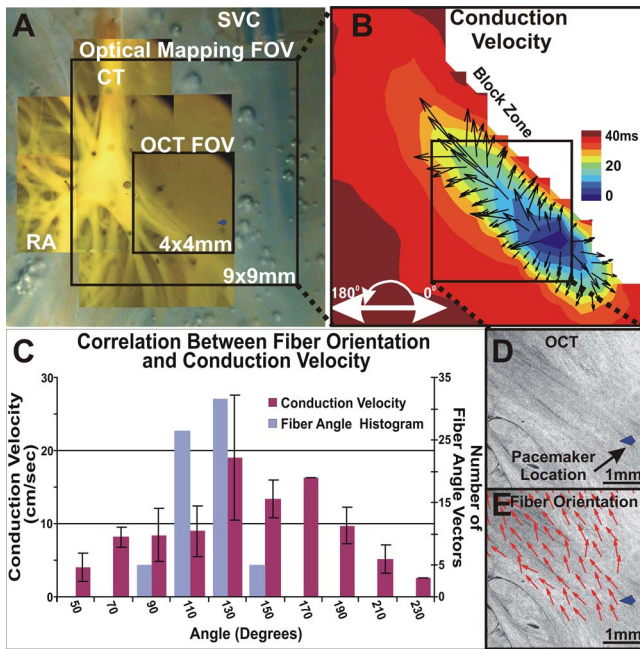 A
SVC
Optical Mapping FOV
CT
OCT FOV
RA
4x4mm
9x9mm
B
Conduction
Velocity
Block Zone
40ms
30
20
10
0
180⁰
0⁰
C
Correlation Between Fiber Orientation
and Conduction Velocity
Conduction Velocity
(cm/sec)
30
20
10
0
Conduction Velocity
Fiber Angle Histogram
35
25
15
5
0
Number of
Fiber Angle Vectors
50 70 90 110 130 150 170 190 210 230
Angle (Degrees)
D
OCT
Pacemaker
Location
1mm
E
Fiber Orientation
1mm